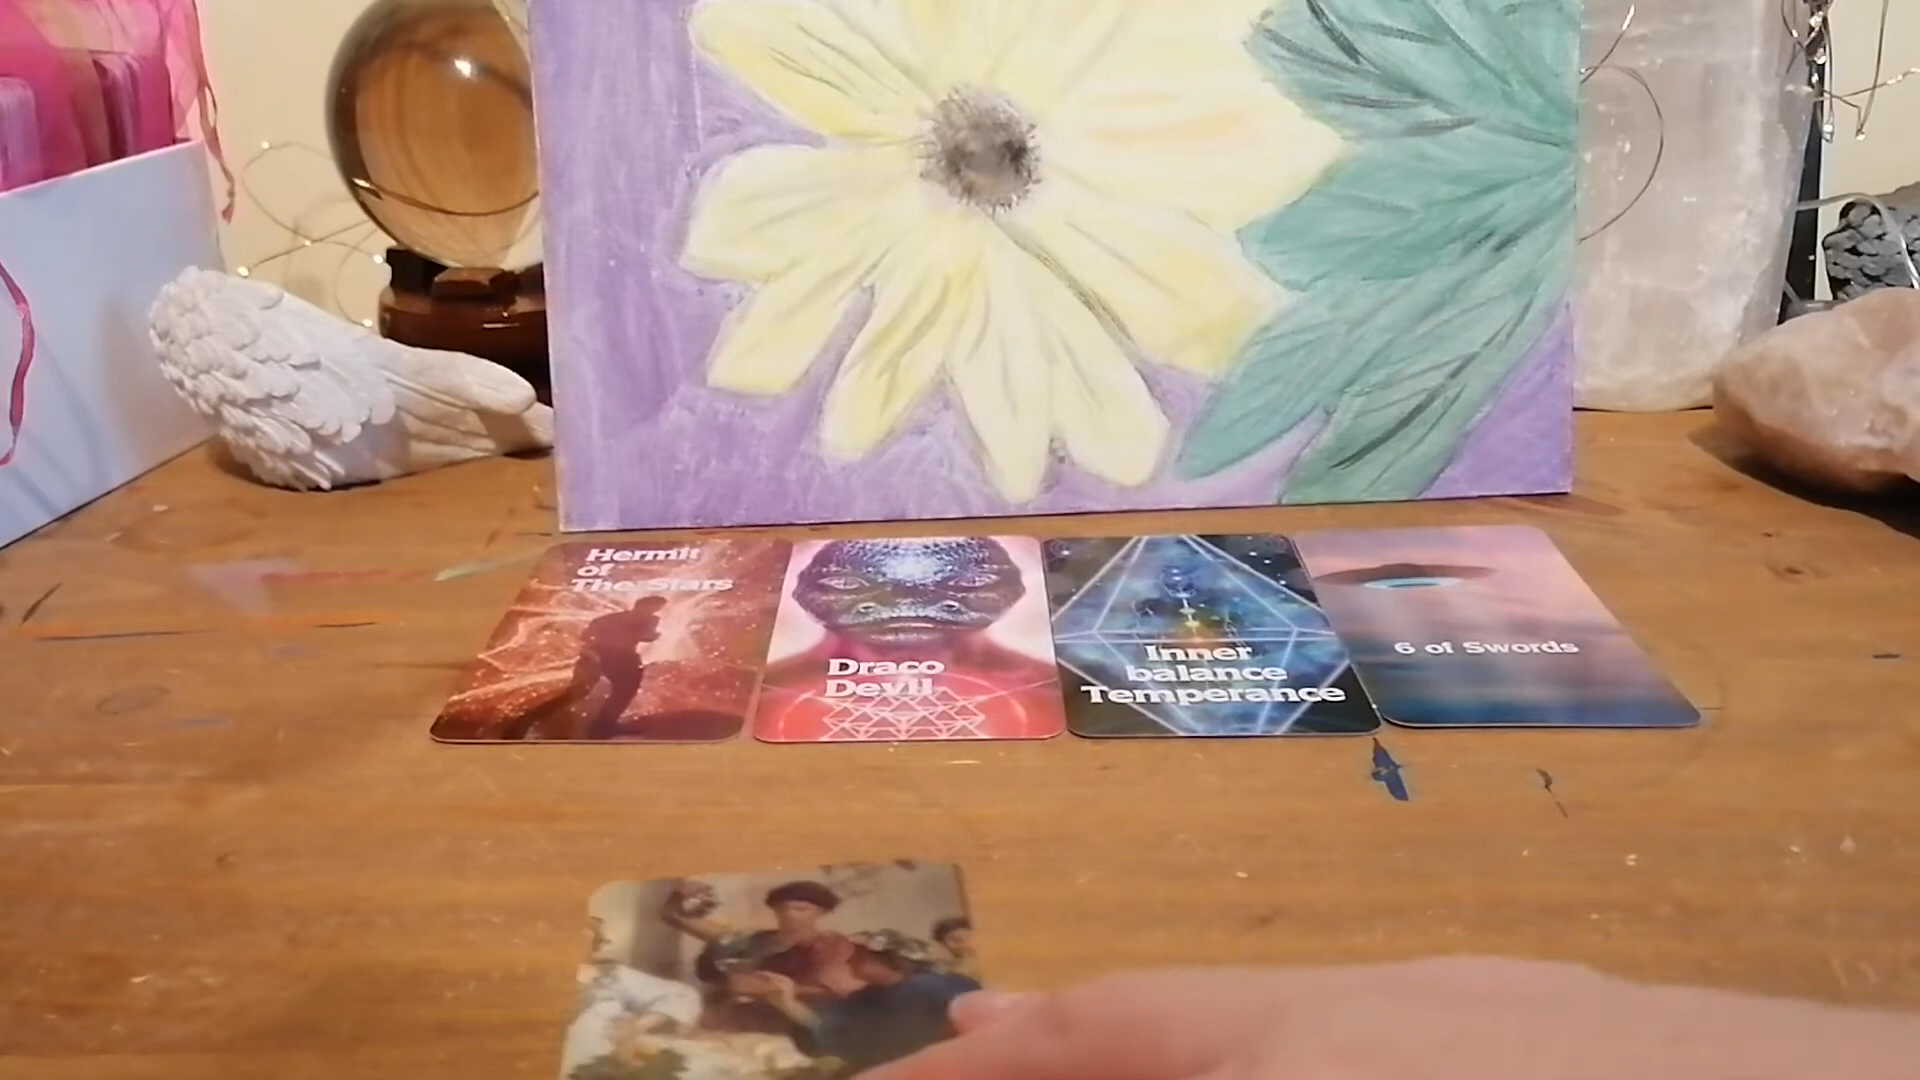 Hermit
of
The Stars
Draco
Devil
Inner
balance
Temperance
6 of Swords